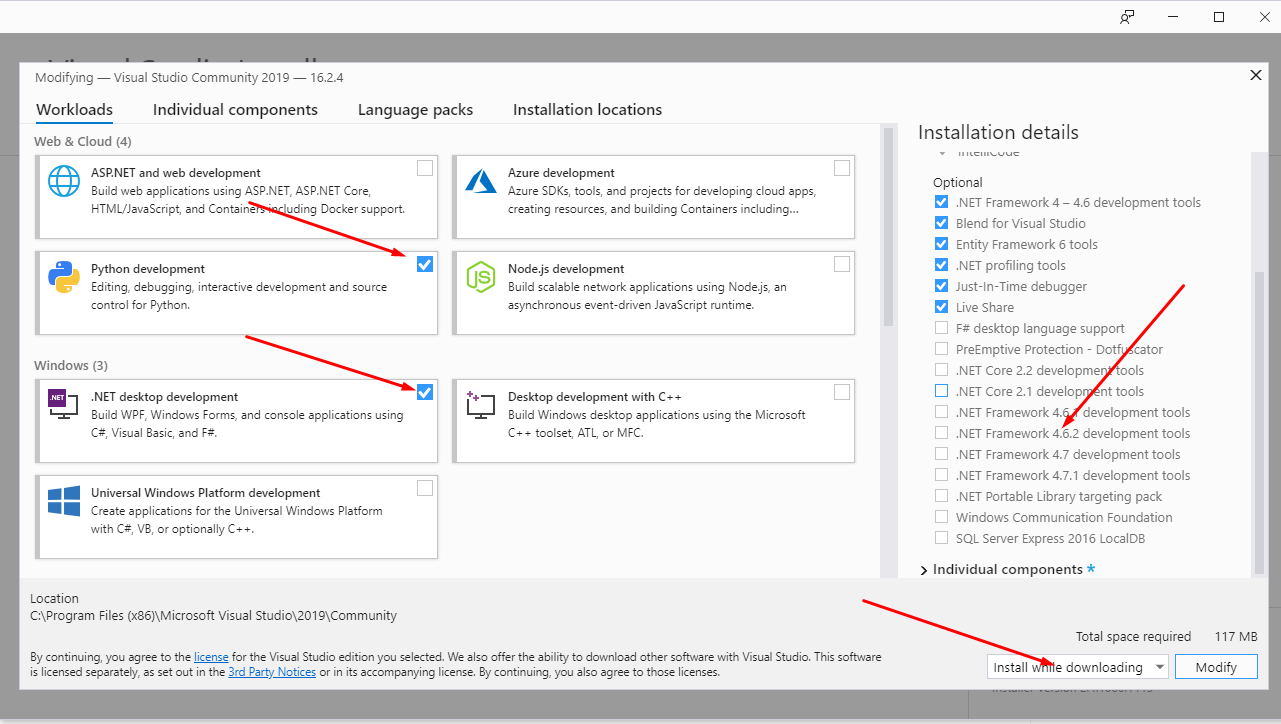 Modifying — Visual Studio Community 2019 — 16.2.4
Workloads
Individual components
Language packs
Installation locations
Web & Cloud (4)
ASP.NET and web development
Build web applications using ASP.NET, ASP.NET Core,
HTML/JavaScript, and Containers including Docker support.
Azure development
Azure SDKs, tools, and projects for developing cloud apps,
creating resources, and building Containers including...
Python development
Editing, debugging, interactive development and source
control for Python.
Node.js development
Build scalable network applications using Node.js, an
asynchronous event-driven JavaScript runtime.
Windows (3)
.NET desktop development
Build WPF, Windows Forms, and console applications using
C#, Visual Basic, and F#.
Desktop development with C++
Build Windows desktop applications using the Microsoft
C++ toolset, ATL, or MFC.
Universal Windows Platform development
Create applications for the Universal Windows Platform
with C#, VB, or optionally C++.
Installation details
IntelliCode
Optional
.NET Framework 4 – 4.6 development tools
Blend for Visual Studio
Entity Framework 6 tools
.NET profiling tools
Just-In-Time debugger
Live Share
F# desktop language support
PreEmptive Protection - Dotfuscator
.NET Core 2.2 development tools
.NET Core 2.1 development tools
.NET Framework 4.6.1 development tools
.NET Framework 4.6.2 development tools
.NET Framework 4.7 development tools
.NET Framework 4.7.1 development tools
.NET Portable Library targeting pack
Windows Communication Foundation
SQL Server Express 2016 LocalDB
Individual components *
Location
C:\Program Files (x86)\Microsoft Visual Studio\2019\Community
Total space required 117 MB
By continuing, you agree to the license for the Visual Studio edition you selected. We also offer the ability to download other software with Visual Studio. This software
is licensed separately, as set out in the 3rd Party Notices or in its accompanying license. By continuing, you also agree to those licenses.
Install while downloading
Modify